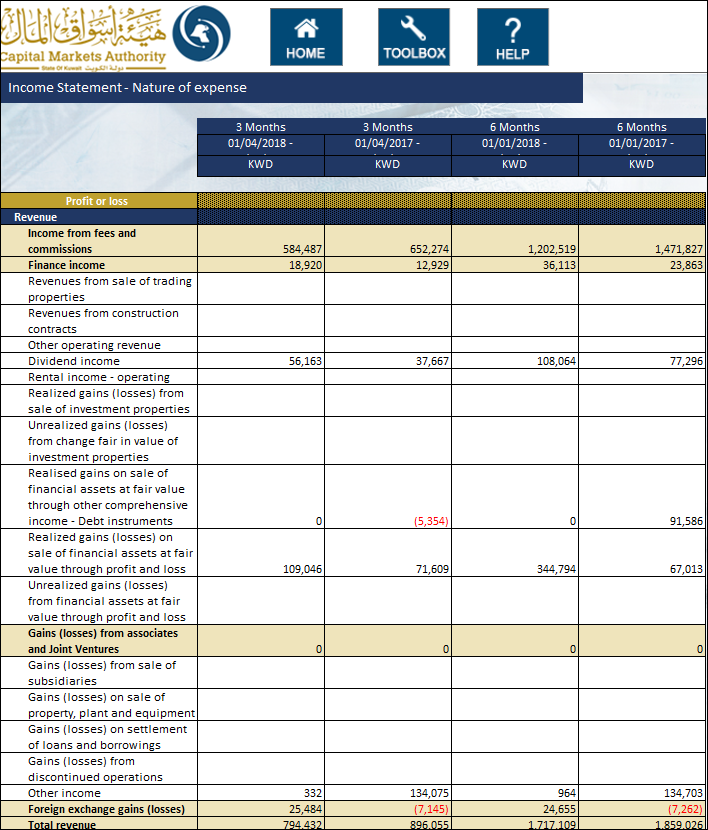 هيئة أسواق المال
Capital Markets Authority
State Of Kuwait دولة الكويت
HOME
TOOLBOX
?
HELP
Income Statement - Nature of expense
3 Months 3 Months 6 Months 6 Months
01/04/2018 - 01/04/2017 - 01/01/2018 - 01/01/2017 -
KWD KWD KWD KWD
Profit or loss
Revenue
Income from fees and
commissions 584,487 652,274 1,202,519 1,471,827
Finance income 18,920 12,929 36,113 23,863
Revenues from sale of trading
properties
Revenues from construction
contracts
Other operating revenue
Dividend income 56,163 37,667 108,064 77,296
Rental income - operating
Realized gains (losses) from
sale of investment properties
Unrealized gains (losses)
from change fair in value of
investment properties
Realised gains on sale of
financial assets at fair value
through other comprehensive
income - Debt instruments 0 (5,354) 0 91,586
Realized gains (losses) on
sale of financial assets at fair
value through profit and loss 109,046 71,609 344,794 67,013
Unrealized gains (losses)
from financial assets at fair
value through profit and loss
Gains (losses) from associates
and Joint Ventures 0 0 0 0
Gains (losses) from sale of
subsidiaries
Gains (losses) on sale of
property, plant and equipment
Gains (losses) on settlement
of loans and borrowings
Gains (losses) from
discontinued operations
Other income 332 134,075 964 134,703
Foreign exchange gains (losses) 25,484 (7,145) 24,655 (7,262)
Total revenue 794,432 896,055 1,717,109 1,859,026